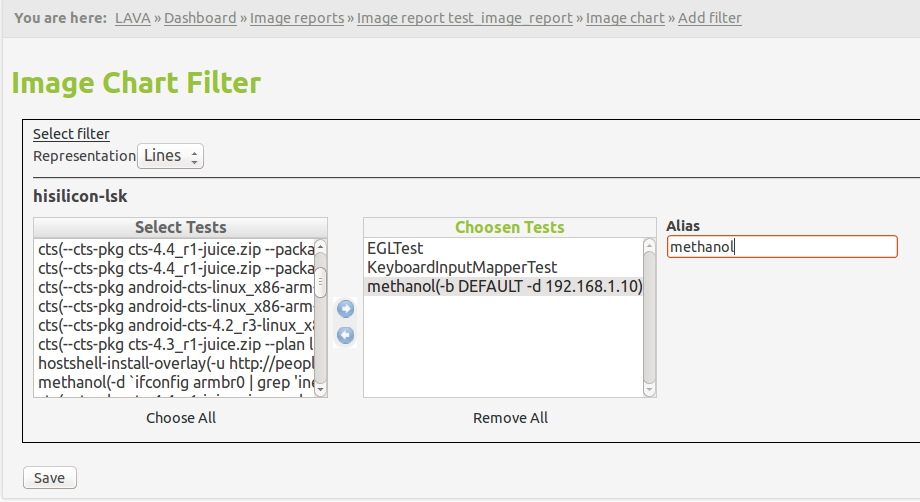 You are here: LAVA » Dashboard » Image reports » Image report test_image_report » Image chart » Add filter
Image Chart Filter
Select filter
Representation Lines
hisilicon-lsk
Select Tests
cts(--cts-pkg cts-4.4_r1-juice.zip --packa
cts(--cts-pkg cts-4.4_r1-juice.zip --packa
cts(--cts-pkg android-cts-linux_x86-arm-
cts(--cts-pkg android-cts-linux_x86-arm-
cts(--cts-pkg android-cts-4.2_r3-linux_x8
cts(--cts-pkg cts-4.3_r1-juice.zip --plan l
hostshell-install-overlay(-u http://peopl
methanol(-d `ifconfig armbr0 | grep 'ine
Choose All
Choosen Tests
EGLTest
KeyboardInputMapperTest
methanol(-b DEFAULT -d 192.168.1.10)
Remove All
Alias
methanol
Save